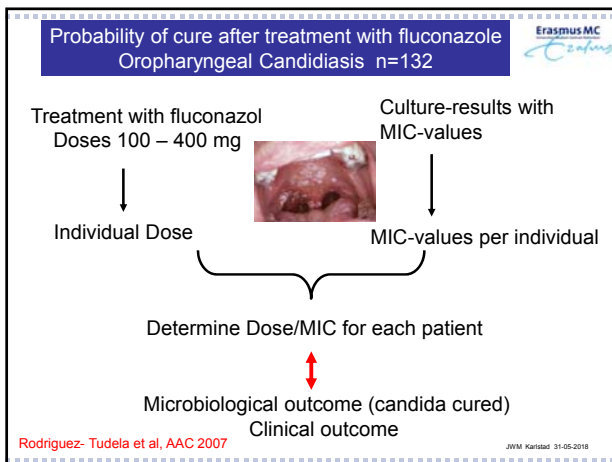 Probability of cure after treatment with fluconazole
Oropharyngeal Candidiasis n=132
Erasmus MC
Erasmus
Treatment with fluconazol
Doses 100 – 400 mg
Culture-results with
MIC-values
Individual Dose
MIC-values per individual
Determine Dose/MIC for each patient
Microbiological outcome (candida cured)
Clinical outcome
Rodriguez- Tudela et al, AAC 2007
JWM Karlstad 31-05-2018